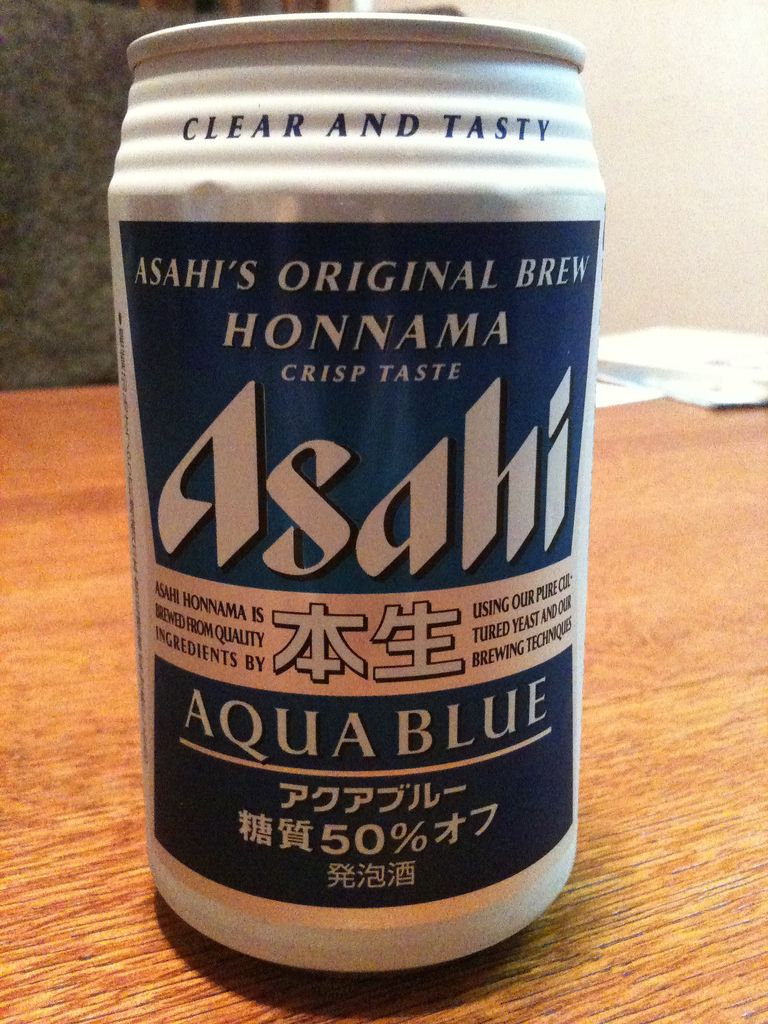 CLEAR AND TASTY
ASAHI'S ORIGINAL BREW
HONNAMA
CRISP TASTE
Asahi
ASAHI HONNAMA IS
BREWED FROM QUALITY
INGREDIENTS BY
本生
USING OUR PURE CUL-
TURED YEAST AND OUR
BREWING TECHNIQUES
AQUA BLUE
アクアブルー
糖質50%オフ
発泡酒